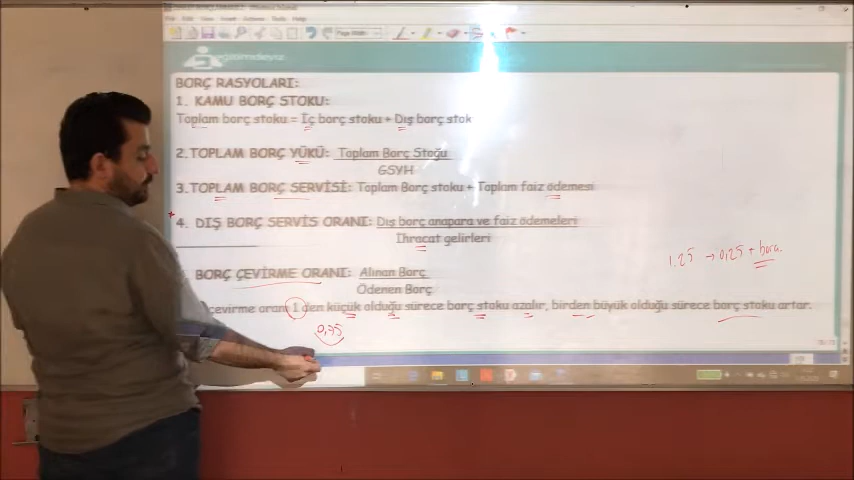 Page Width
eğitimdeyiz
BORÇ RASYOLARI:
1. KAMU BORÇ STOKU:
Toplam borç stoku = İç borç stoku + Dış borç stok
2. TOPLAM BORÇ YÜKÜ: Toplam Borç Stoğu
GSYH
3. TOPLAM BORÇ SERVİSİ: Toplam Borç Stoku + Toplam faiz ödemesi
4. DIŞ BORÇ SERVİS ORANI: Dış borç anapara ve faiz ödemeleri
İhracat gelirleri
1.25 → 0,25 + borç.
BORÇ ÇEVİRME ORANI: Alınan Borç
Ödenen Borç
çevirme oranı 1 den küçük olduğu sürece borç stoku azalır, birden büyük olduğu sürece borç stoku artar.
0,95